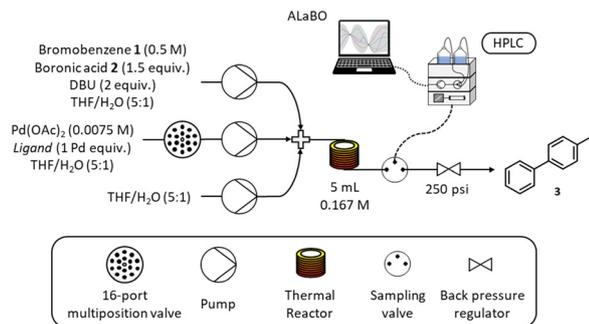 ALaBO
HPLC
Bromobenzene 1 (0.5 M)
Boronic acid 2 (1.5 equiv.)
DBU (2 equiv.)
THF/H₂O (5:1)
Pd(OAc)₂ (0.0075 M)
Ligand (1 Pd equiv.)
THF/H₂O (5:1)
THF/H₂O (5:1)
5 mL
0.167 M
250 psi
3
16-port
multiposition valve
Pump
Thermal
Reactor
Sampling
valve
Back pressure
regulator